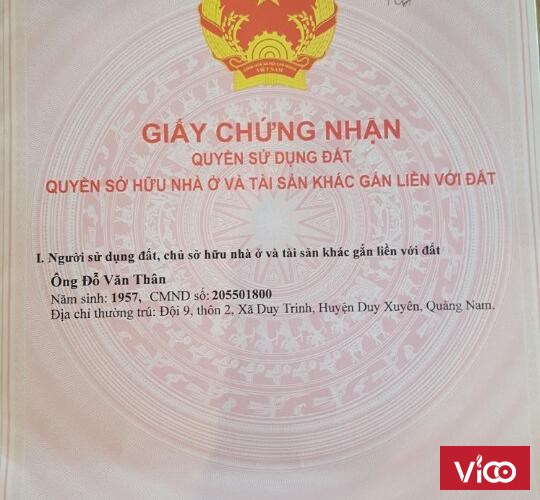 VIỆT NAM
GIẤY CHỨNG NHẬN
QUYỀN SỬ DỤNG ĐẤT
QUYỀN SỞ HỮU NHÀ Ở VÀ TÀI SẢN KHÁC GẮN LIỀN VỚI ĐẤT
I. Người sử dụng đất, chủ sở hữu nhà ở và tài sản khác gắn liền với đất
Ông Đỗ Văn Thân
Năm sinh: 1957, CMND số: 205501800
Địa chỉ thường trú: Đội 9, thôn 2, Xã Duy Trinh, Huyện Duy Xuyên, Quảng Nam.
ViCO